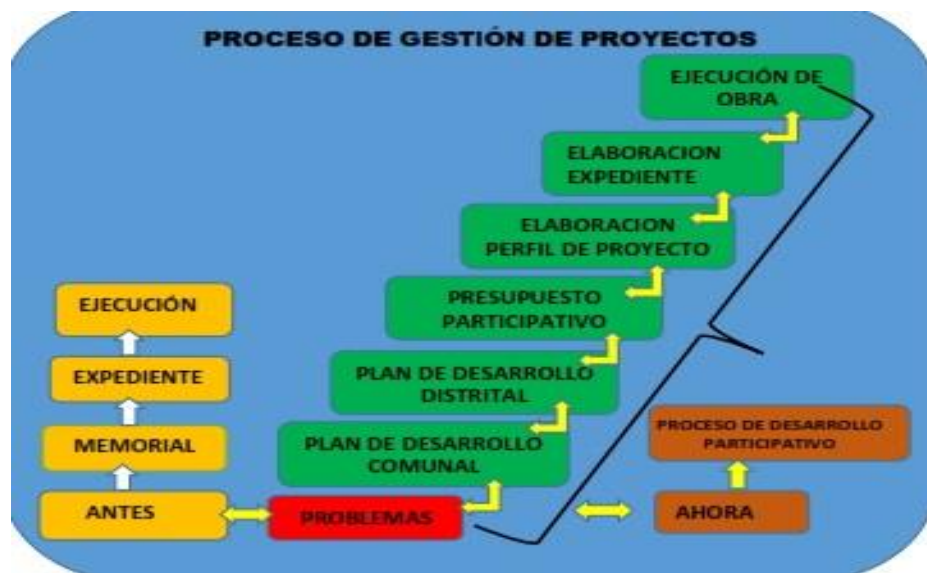 PROCESO DE GESTIÓN DE PROYECTOS
EJECUCIÓN DE
OBRA
ELABORACION
EXPEDIENTE
ELABORACION
PERFIL DE PROYECTO
PRESUPUESTO
PARTICIPATIVO
PLAN DE DESARROLLO
DISTRITAL
PLAN DE DESARROLLO
COMUNAL
PROBLEMAS
EJECUCIÓN
EXPEDIENTE
MEMORIAL
ANTES
PROCESO DE DESARROLLO
PARTICIPATIVO
AHORA